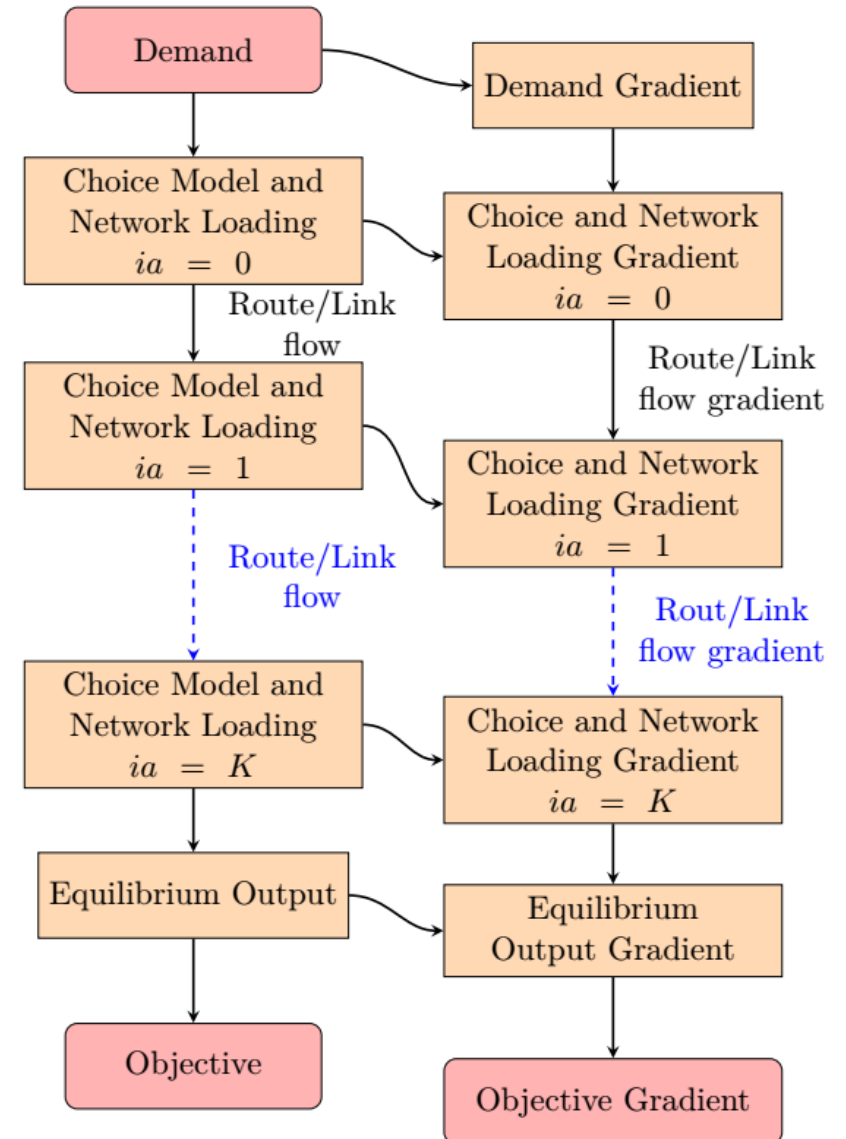 Demand
Demand Gradient
Choice Model and
Network Loading
ia = 0
Choice and Network
Loading Gradient
ia = 0
Route/Link
flow
Route/Link
flow gradient
Choice Model and
Network Loading
ia = 1
Choice and Network
Loading Gradient
ia = 1
Route/Link
flow
Rout/Link
flow gradient
Choice Model and
Network Loading
ia = K
Choice and Network
Loading Gradient
ia = K
Equilibrium Output
Equilibrium
Output Gradient
Objective
Objective Gradient